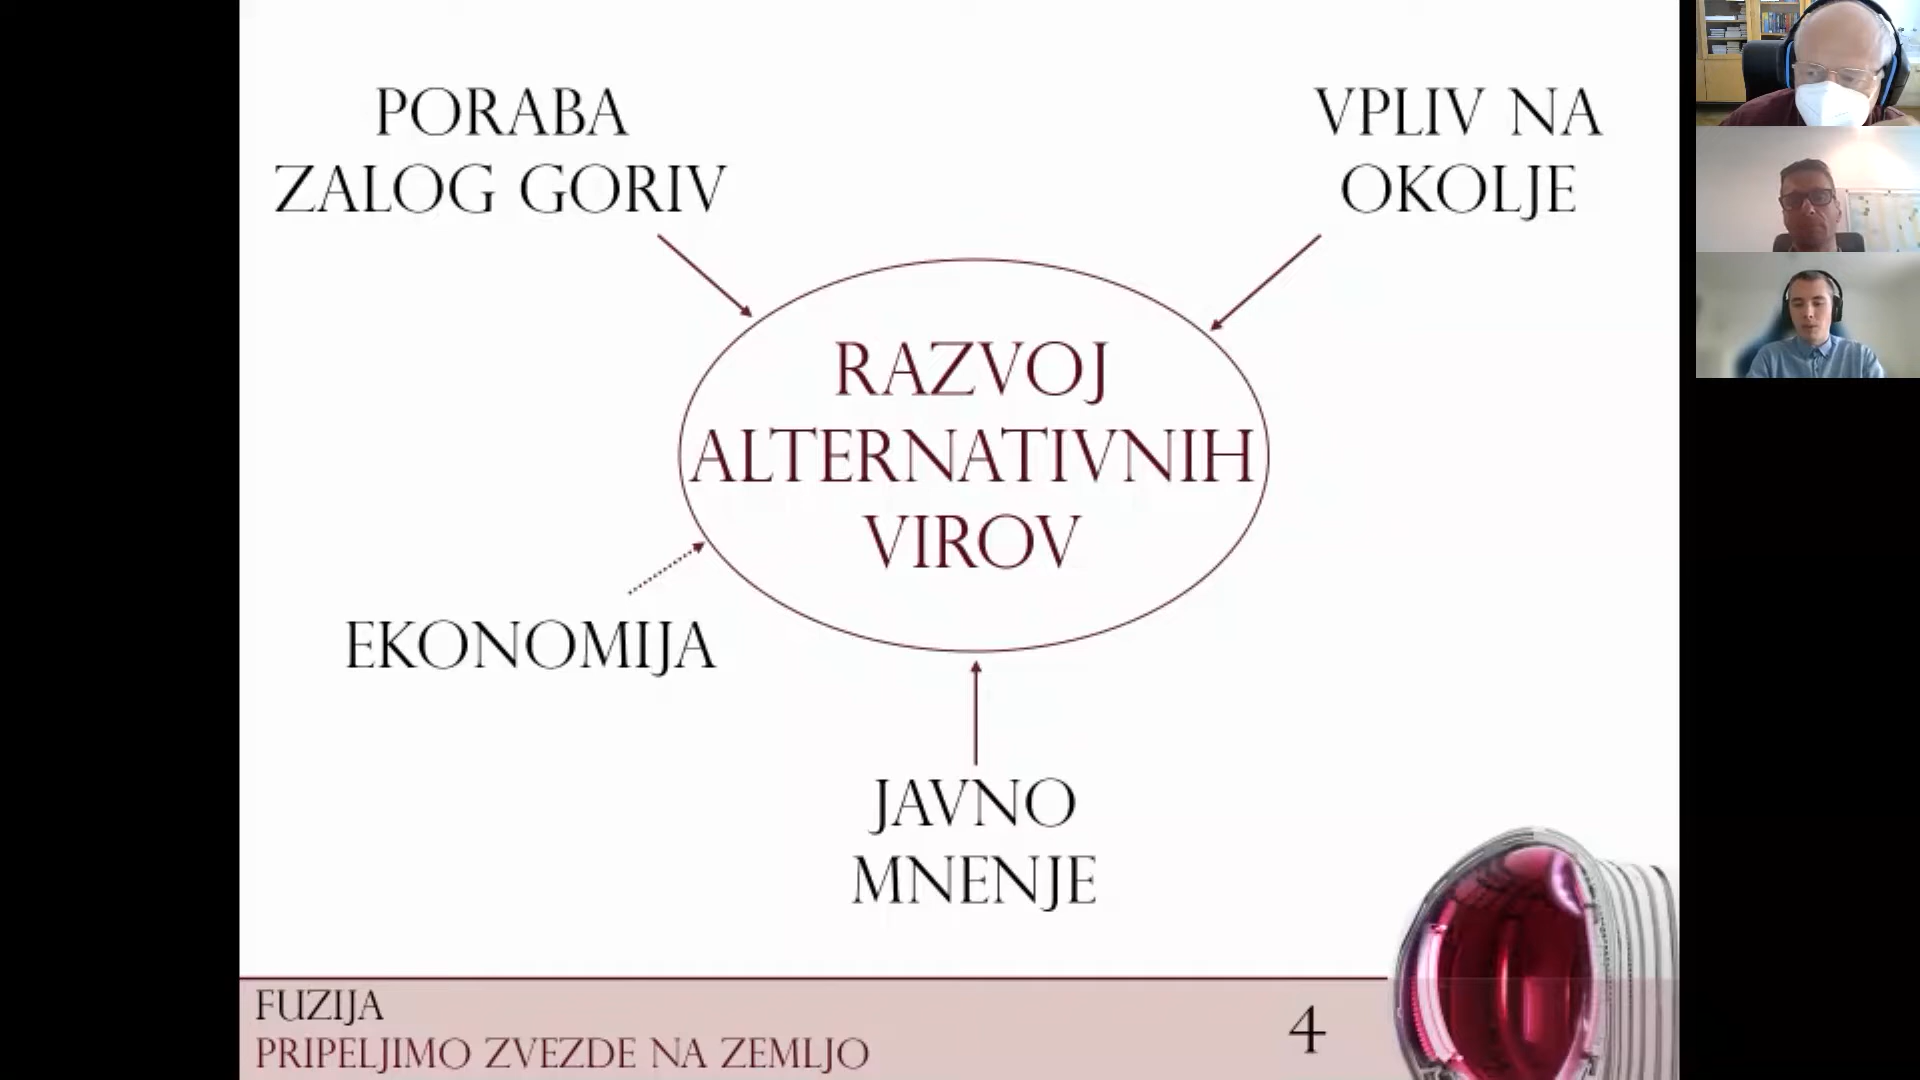 PORABA
ZALOG GORIV
VPLIV NA
OKOLJE
RAZVOJ
ALTERNATIVNIH
VIROV
EKONOMIJA
JAVNO
MNENJE
FUZIJA
PRIPELJIMO ZVEZDE NA ZEMLJO
4